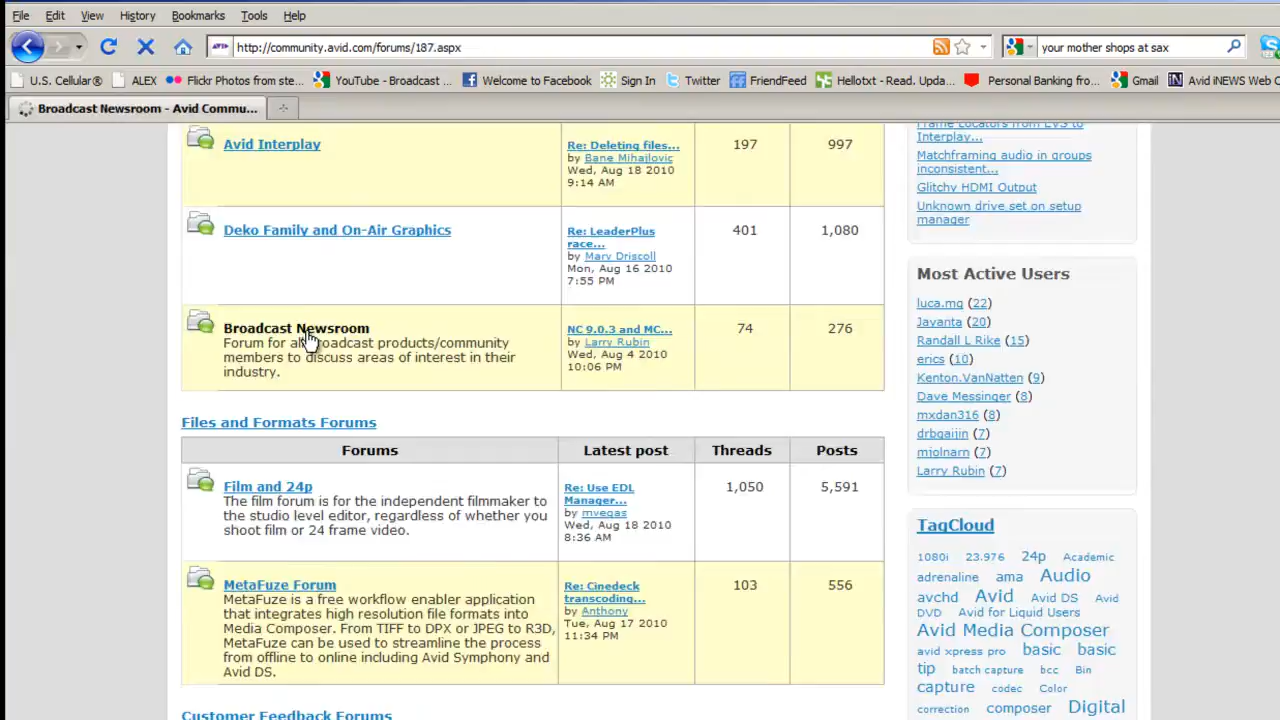 File Edit View History Bookmarks Tools Help
http://community.avid.com/forums/187.aspx
your mother shops at sax
U.S. Cellular® ALEX Flickr Photos from ste... YouTube - Broadcast ... Welcome to Facebook Sign In Twitter FriendFeed Hellotxt - Read. Upda... Personal Banking fro... Gmail Avid iNEWS Web C
Broadcast Newsroom - Avid Commu...
Avid Interplay
Re: Deleting files...
by Bane Mihajlovic
Wed, Aug 18 2010
9:14 AM
197 997
Deko Family and On-Air Graphics
Re: LeaderPlus
race...
by Mary Driscoll
Mon, Aug 16 2010
7:55 PM
401 1,080
Broadcast Newsroom
Forum for all broadcast products/community
members to discuss areas of interest in their
industry.
NC 9.0.3 and MC...
by Larry Rubin
Wed, Aug 4 2010
10:06 PM
74 276
Files and Formats Forums
Forums Latest post Threads Posts
Film and 24p
The film forum is for the independent filmmaker to
the studio level editor, regardless of whether you
shoot film or 24 frame video.
Re: Use EDL
Manager...
by mvegas
Wed, Aug 18 2010
8:36 AM
1,050 5,591
MetaFuze Forum
MetaFuze is a free workflow enabler application
that integrates high resolution file formats into
Media Composer. From TIFF to DPX or JPEG to R3D,
MetaFuze can be used to streamline the process
from offline to online including Avid Symphony and
Avid DS.
Re: Cinedeck
transcoding...
by Anthony
Tue, Aug 17 2010
11:34 PM
103 556
Customer Feedback Forums
Frame Locators from EVS to
Interplay...
Matchframing audio in groups
inconsistent...
Glitchy HDMI Output
Unknown drive set on setup
manager
Most Active Users
luca.mg (22)
Javanta (20)
Randall L Rike (15)
erics (10)
Kenton.VanNatten (9)
Dave Messinger (8)
mxdan316 (8)
drbgaijin (7)
mjolnarn (7)
Larry Rubin (7)
TagCloud
1080i 23.976 24p Academic
adrenaline ama Audio
avchd Avid Avid DS Avid
DVD Avid for Liquid Users
Avid Media Composer
avid xpress pro basic basic
tip batch capture bcc Bin
capture codec Color
correction composer Digital